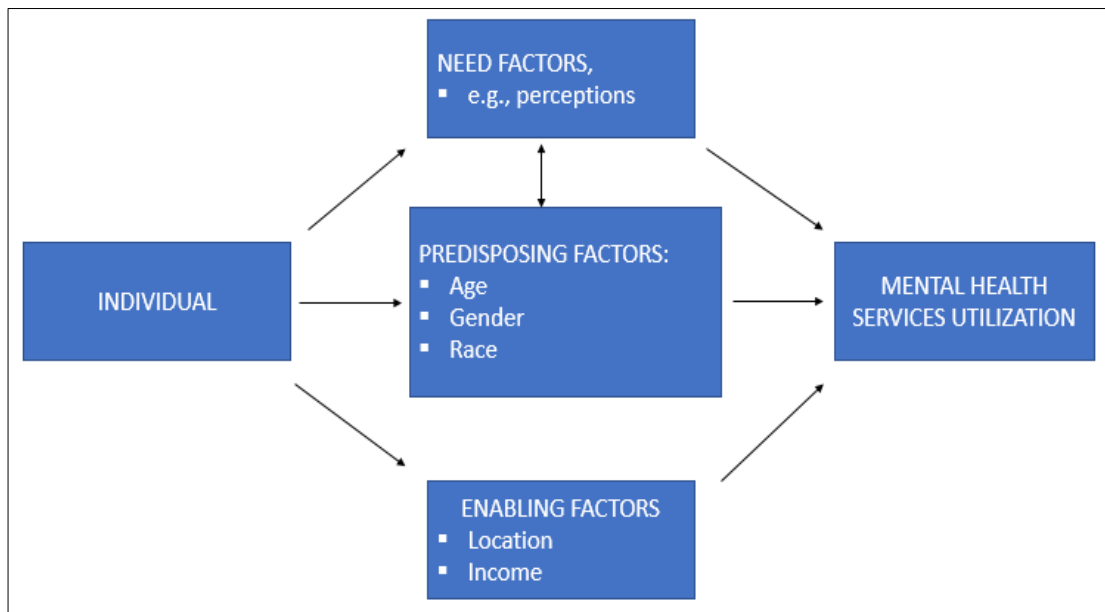 NEED FACTORS,
▪ e.g., perceptions
INDIVIDUAL
PREDISPOSING FACTORS:
▪ Age
▪ Gender
▪ Race
MENTAL HEALTH
SERVICES UTILIZATION
ENABLING FACTORS
▪ Location
▪ Income